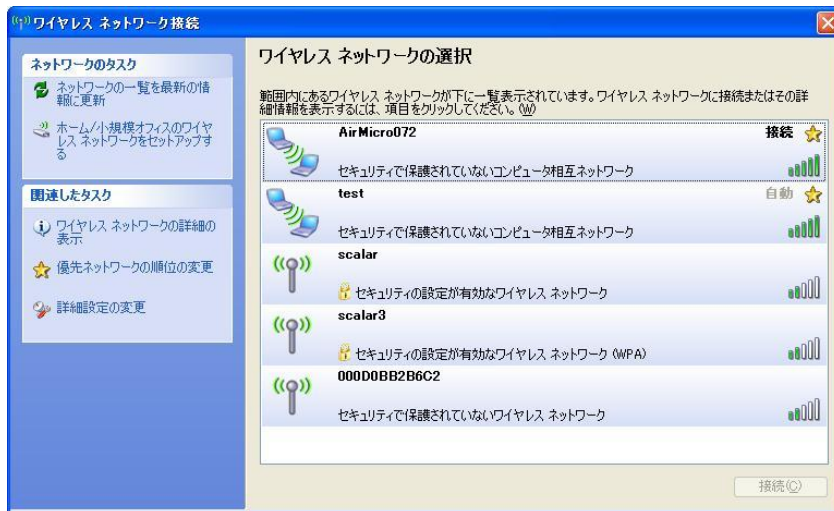 ワイヤレス ネットワーク接続
ネットワークのタスク
ネットワークの一覧を最新の情
報に更新
ホーム/小規模オフィスのワイヤ
レス ネットワークをセットアップす
る
関連したタスク
ワイヤレス ネットワークの詳細の
表示
優先ネットワークの順位の変更
詳細設定の変更
ワイヤレス ネットワークの選択
範囲内にあるワイヤレス ネットワークが下に一覧表示されています。ワイヤレス ネットワークに接続またはその詳
細情報を表示するには、項目をクリックしてください。(W)
AirMicro072 接続
セキュリティで保護されていないコンピュータ相互ネットワーク
test 自動
セキュリティで保護されていないコンピュータ相互ネットワーク
scalar
セキュリティの設定が有効なワイヤレス ネットワーク
scalar3
セキュリティの設定が有効なワイヤレス ネットワーク (WPA)
000D0BB2B6C2
セキュリティで保護されていないワイヤレス ネットワーク
接続(C)